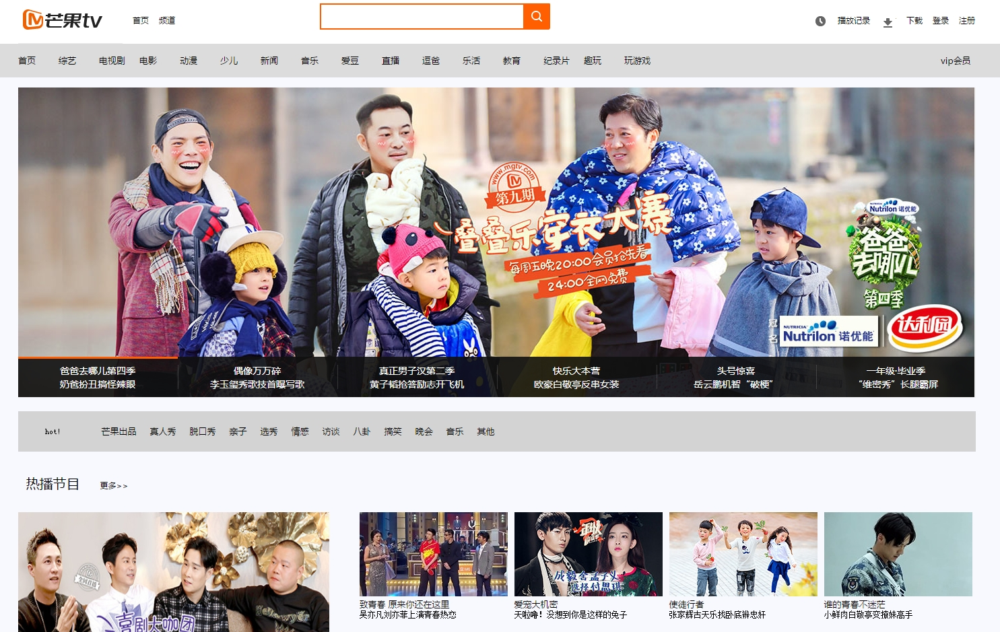 芒果tv
首页 频道
播放记录 下载 登录 注册
首页 综艺 电视剧 电影 动漫 少儿 新闻 音乐 爱豆 直播 逗爸 乐活 教育 纪录片 趣玩 玩游戏 vip会员
www.mgtv.com
第九期
叠叠乐穿衣大赛
每周五晚20:00会员抢先看
24:00全网免费
Nutrilon 诺优能
爸爸去哪儿
第四季
冠名
NUTRICIA
Nutrilon 诺优能
达利园
爸爸去哪儿第四季 偶像万万碎 真正男子汉第二季 快乐大本营 头号惊喜 一年级·毕业季
奶爸扮丑搞怪辣眼 李玉玺秀歌技首曝写歌 黄子韬抢答励志开飞机 欧豪白敬亭反串女装 岳云鹏机智“破梗” “维密秀”长腿霸屏
hot! 芒果出品 真人秀 脱口秀 亲子 选秀 情感 访谈 八卦 搞笑 晚会 音乐 其他
热播节目 更多>>
喜剧大咖团
成毅舍孟子义
选择付思琪
致青春 原来你还在这里 爱宠大机密 使徒行者 谁的青春不迷茫
吴亦凡刘亦菲上演青春热恋 天啦噜！没想到你是这样的兔子 张家辉古天乐找卧底辨忠奸 小鲜肉白敬亭变撩妹高手